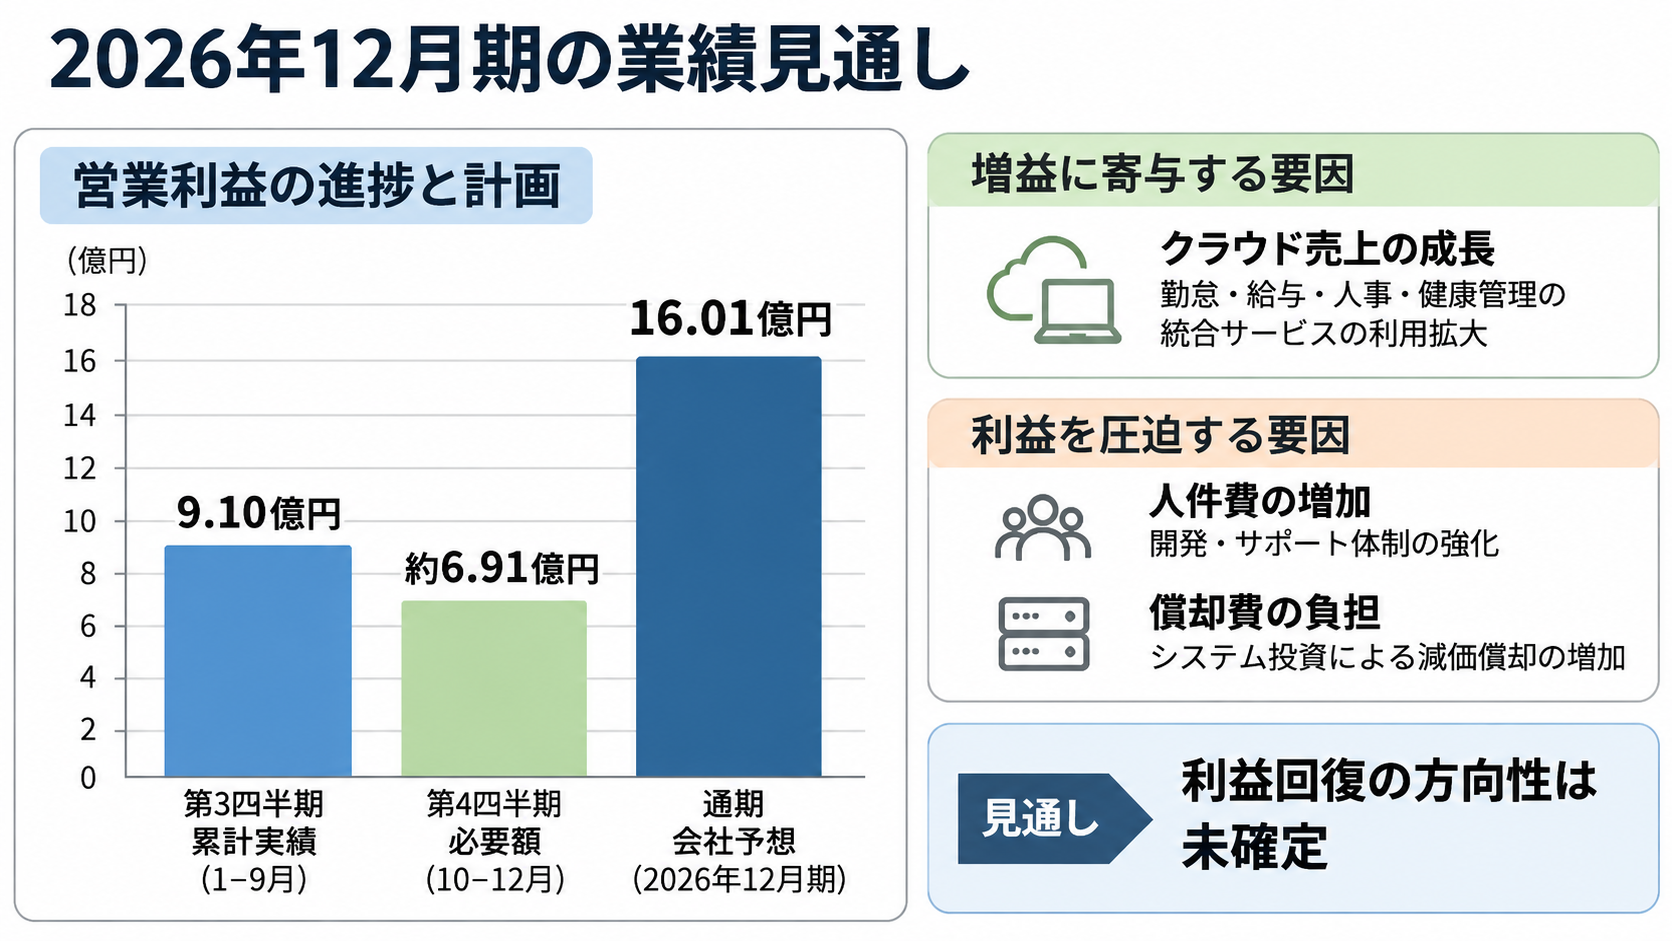 2026年12月期の業績見通し
営業利益の進捗と計画
(億円)
18
16
14
12
10
8
6
4
2
0
9.10億円
約6.91億円
16.01億円
第3四半期
累計実績
(1−9月)
第4四半期
必要額
(10−12月)
通期
会社予想
(2026年12月期)
増益に寄与する要因
クラウド売上の成長
勤怠・給与・人事・健康管理の
統合サービスの利用拡大
利益を圧迫する要因
人件費の増加
開発・サポート体制の強化
償却費の負担
システム投資による減価償却の増加
見通し
利益回復の方向性は
未確定